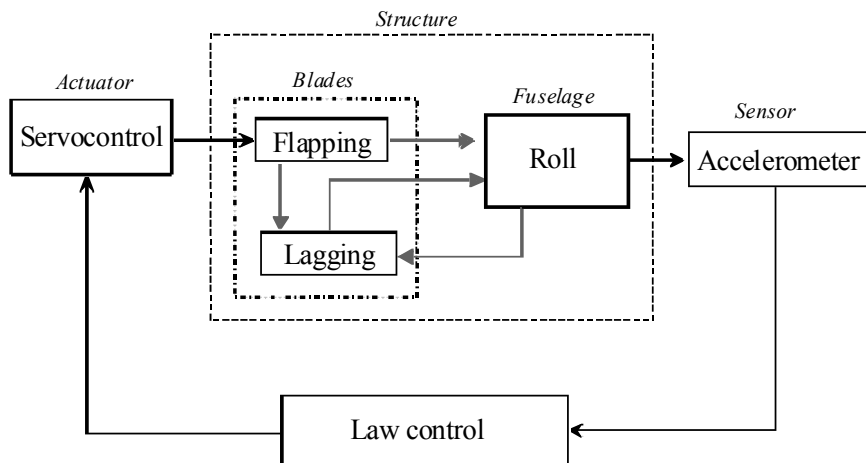 Structure
Actuator
Blades
Fuselage
Sensor
Servocontrol
Flapping
Roll
Accelerometer
Lagging
Law control